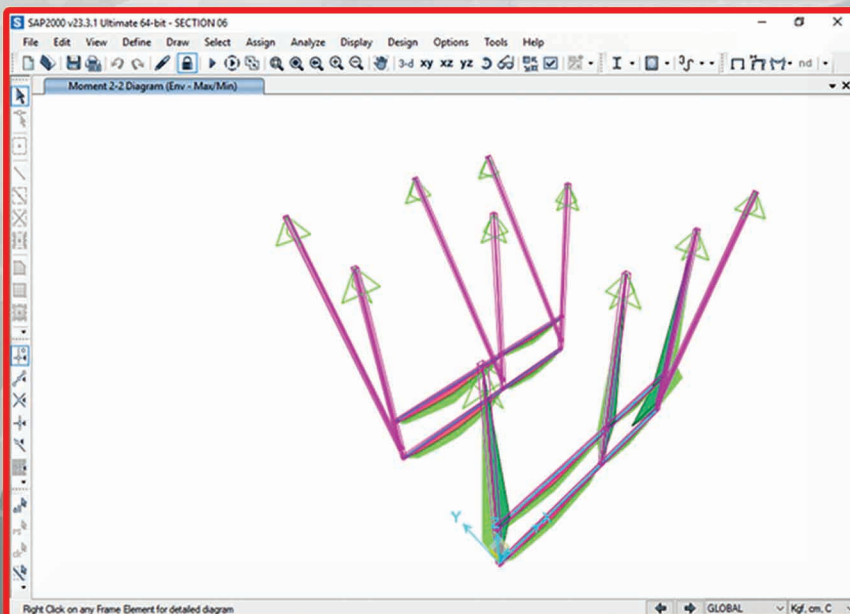 SAP2000 v23.3.1 Ultimate 64-bit - SECTION 06
File Edit View Define Draw Select Assign Analyze Display Design Options Tools Help
3-d xy xz yz nd
Moment 2-2 Diagram (Env - Max/Min)
Y
Right Click on any Frame Element for detailed diagram GLOBAL Kgf, cm, C